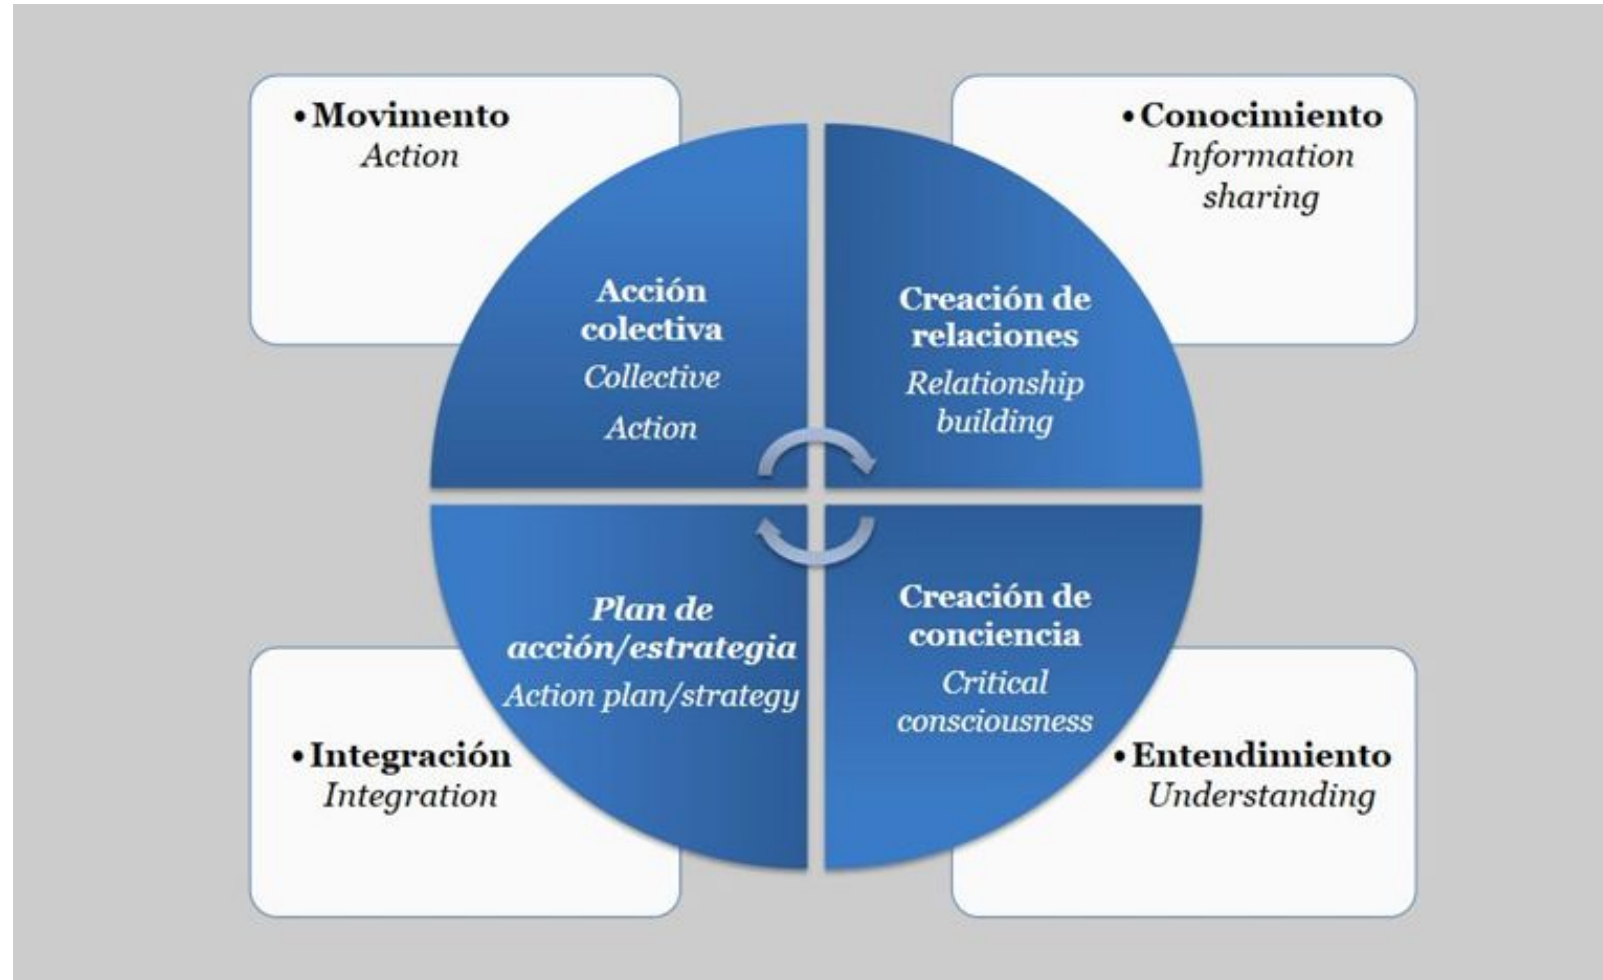 •Movimento
Action
•Conocimiento
Information
sharing
Acción
colectiva
Collective
Action
Creación de
relaciones
Relationship
building
Plan de
acción/estrategia
Action plan/strategy
Creación de
conciencia
Critical
consciousness
•Integración
Integration
•Entendimiento
Understanding